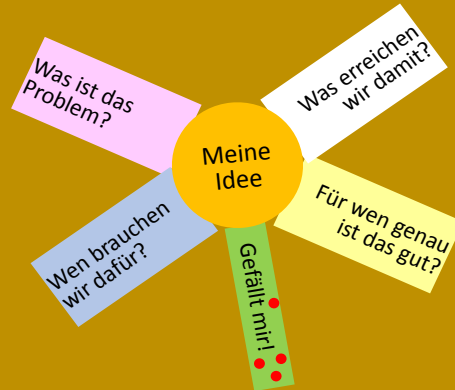 Was ist das
Problem?
Was erreichen
wir damit?
Meine
Idee
Für wen genau
ist das gut?
Wen brauchen
wir dafür?
Gefällt mir!